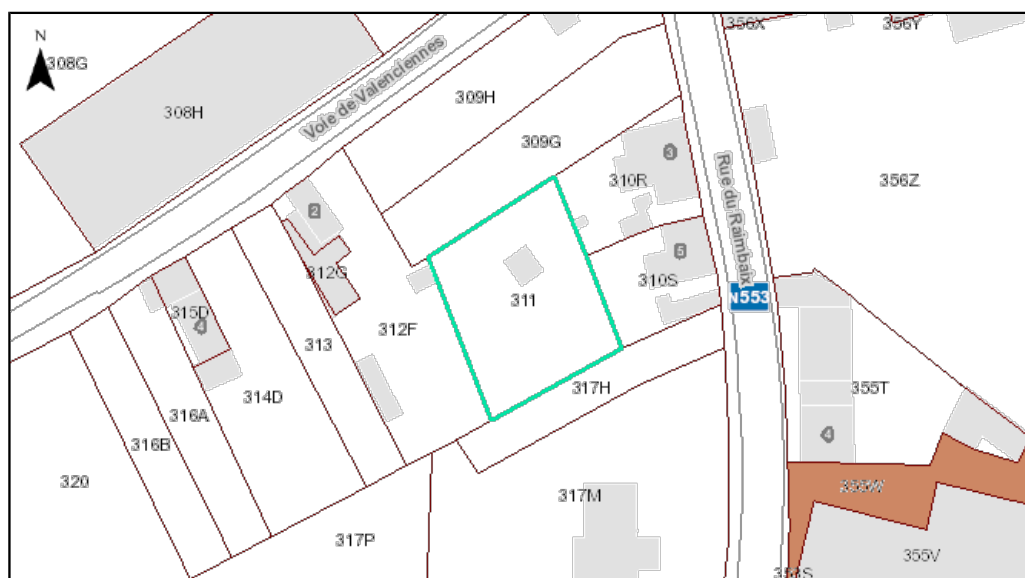 356X
356Y
N
308G
Voie de Valenciennes
309H
308H
309G
3
310R
Rue du Raimbaix
356Z
2
312G
5
310S
N553
311
315D
4
312F
313
317H
355T
314D
316A
4
316B
320
317M
317P
355V